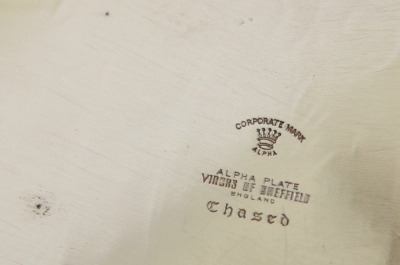 CORPORATE MARK
ALPHA
ALPHA PLATE
VINERS OF SHEFFIELD
ENGLAND
Chased